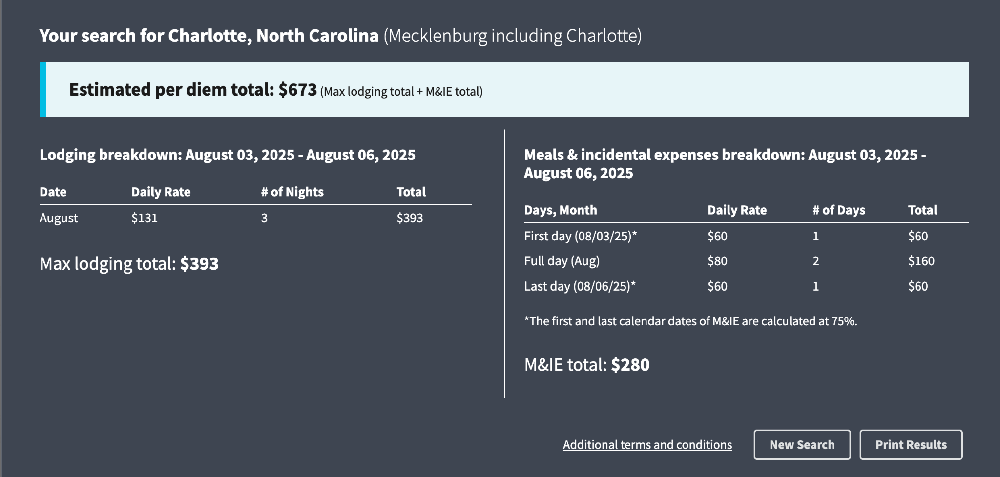 Your search for Charlotte, North Carolina (Mecklenburg including Charlotte)
Estimated per diem total: $673 (Max lodging total + M&IE total)
Lodging breakdown: August 03, 2025 - August 06, 2025
Date Daily Rate # of Nights Total
August $131 3 $393
Max lodging total: $393
Meals & incidental expenses breakdown: August 03, 2025 -
August 06, 2025
Days, Month Daily Rate # of Days Total
First day (08/03/25)* $60 1 $60
Full day (Aug) $80 2 $160
Last day (08/06/25)* $60 1 $60
*The first and last calendar dates of M&IE are calculated at 75%.
M&IE total: $280
Additional terms and conditions New Search Print Results